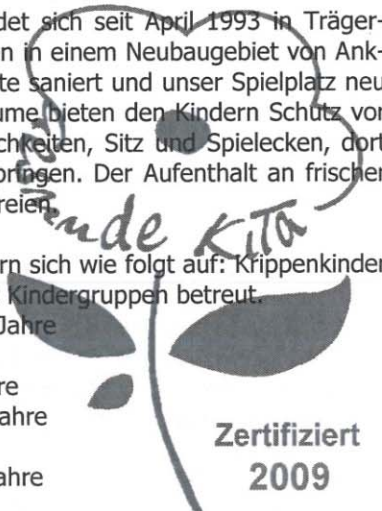 det sich seit April 1993 in Träger-
n in einem Neubaugebiet von Ank-
te saniert und unser Spielplatz neu
ume bieten den Kindern Schutz vor
chkeiten, Sitz und Spielecken, dort
bringen. Der Aufenthalt an frischer
reien.
nde KiTa
rn sich wie folgt auf: Krippenkinder
Kindergruppen betreut.
Jahre
re
ahre
Zertifiziert
ahre
2009